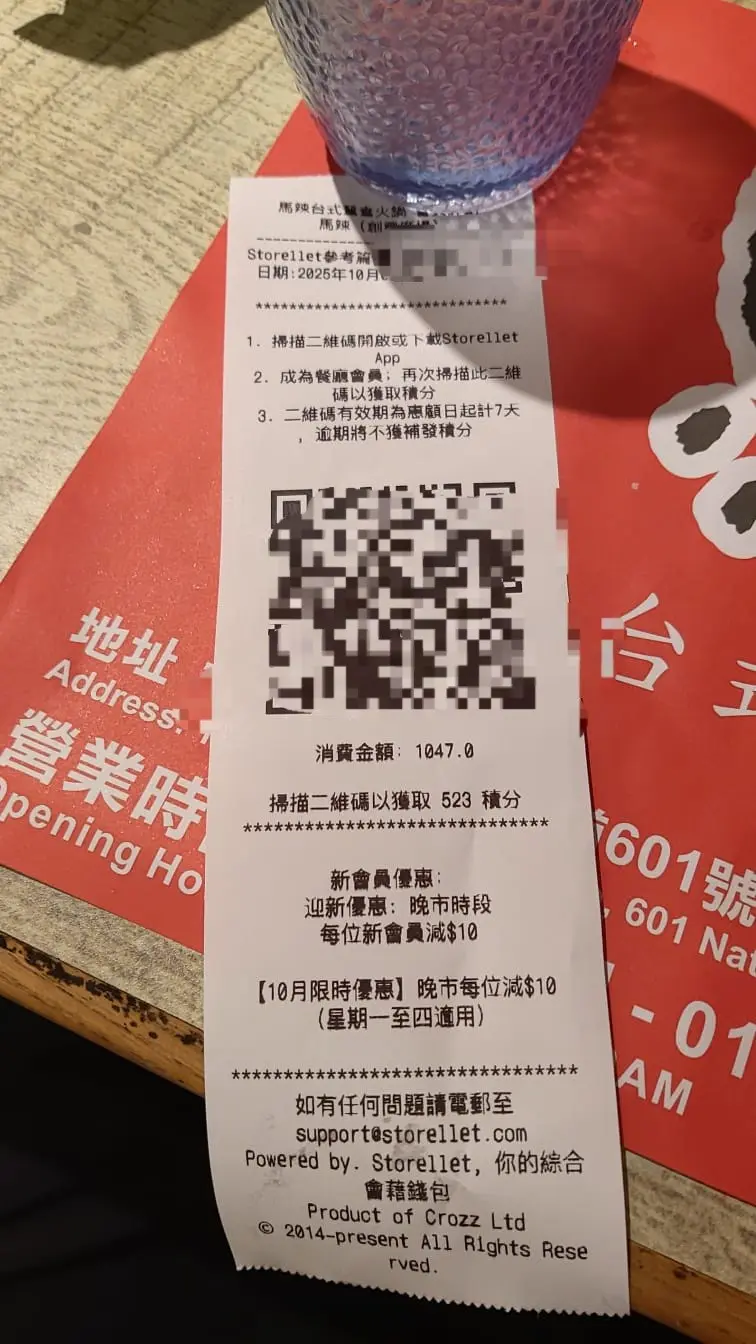 馬辣台式鴛鴦火鍋
馬辣
Storellet參考篇
日期:2025年10月
******************************
1. 掃描二維碼開啟或下載Storellet
App
2. 成為餐廳會員; 再次掃描此二維
碼以獲取積分
3. 二維碼有效期為惠顧日起計7天
, 逾期將不獲補發積分
消費金額: 1047.0
掃描二維碼以獲取 523 積分
******************************
新會員優惠:
迎新優惠: 晚市時段
每位新會員減$10
【10月限時優惠】晚市每位減$10
(星期一至四適用)
******************************
如有任何問題請電郵至
support@storellet.com
Powered by. Storellet, 你的綜合
會藉錢包
Product of Crozz Ltd
© 2014-present All Rights Rese
rved.
地址
Address:
營業時
Opening Ho
台式
601號
, 601 Nat
- 01
AM